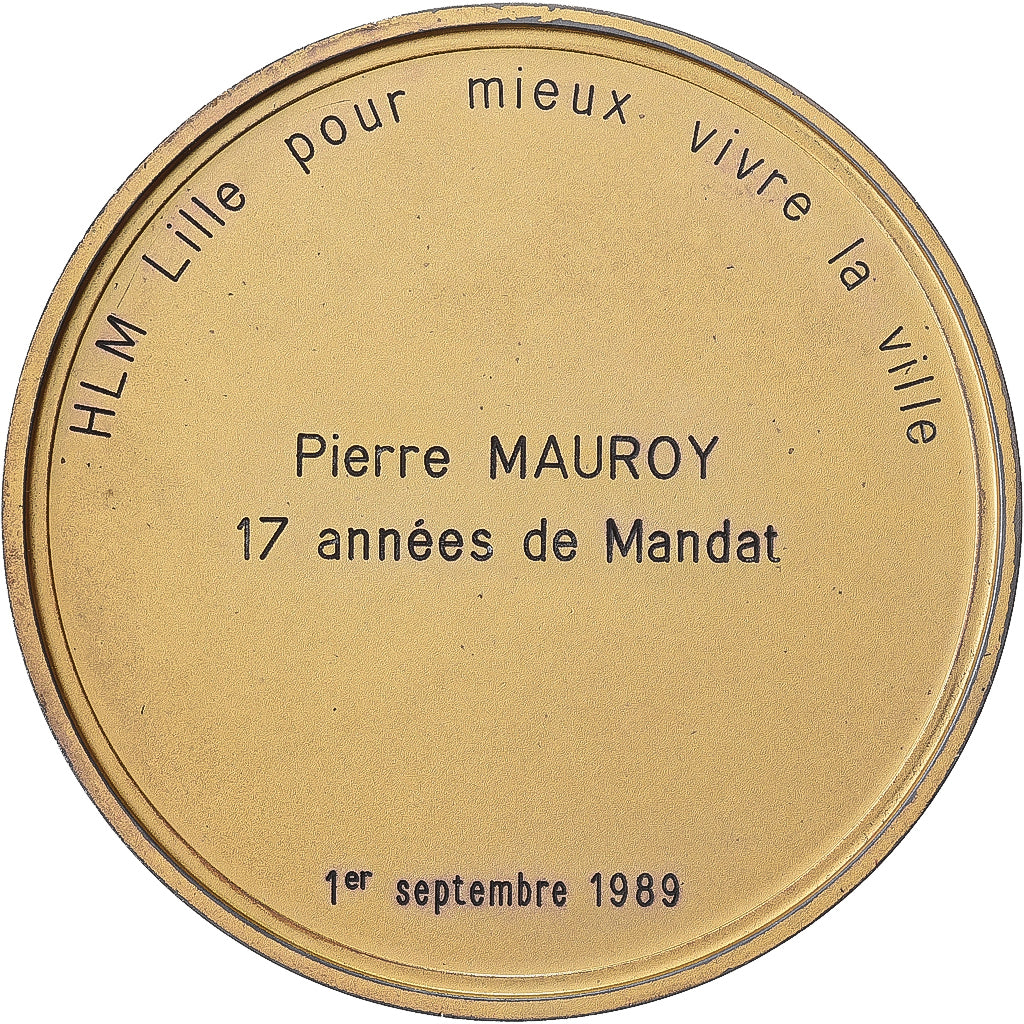 HLM Lille pour mieux vivre la ville
Pierre MAUROY
17 années de Mandat
1er septembre 1989